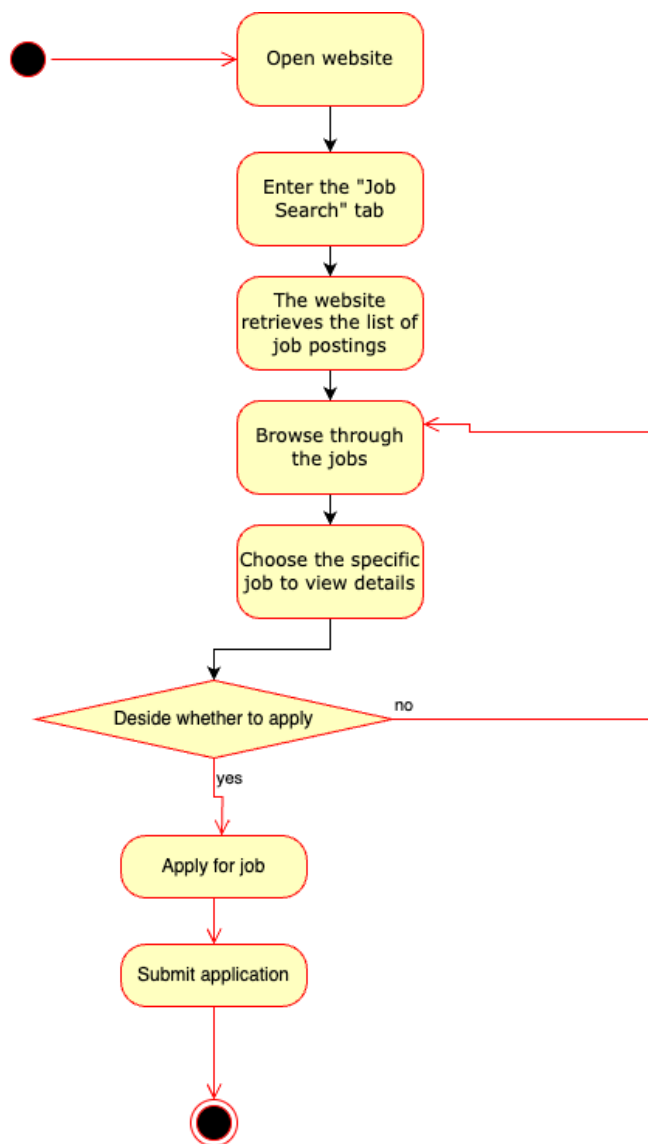 Open website
Enter the "Job
Search" tab
The website
retrieves the list of
job postings
Browse through
the jobs
Choose the specific
job to view details
Deside whether to apply
no
yes
Apply for job
Submit application